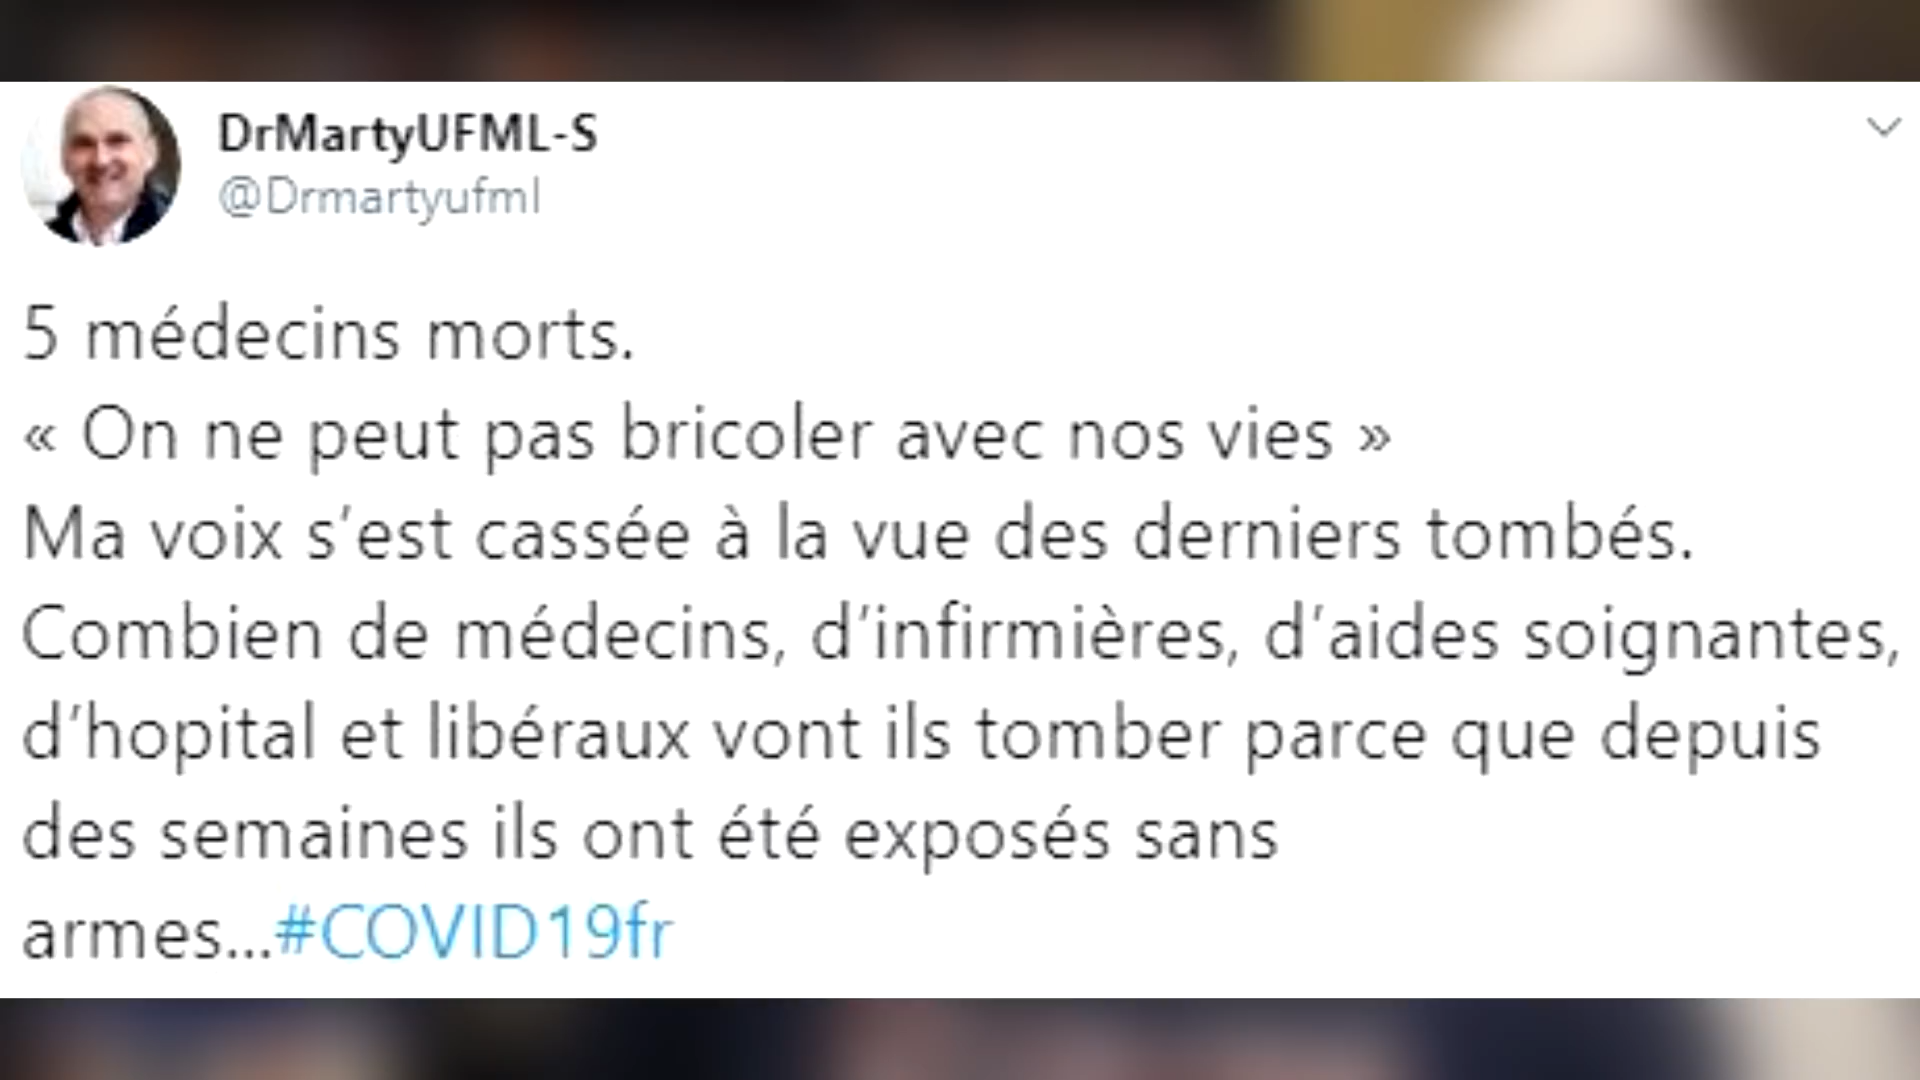 DrMartyUFML-S
@Drmartyufml
5 médecins morts.
« On ne peut pas bricoler avec nos vies »
Ma voix s’est cassée à la vue des derniers tombés.
Combien de médecins, d’infirmières, d’aides soignantes,
d’hopital et libéraux vont ils tomber parce que depuis
des semaines ils ont été exposés sans
armes...#COVID19fr